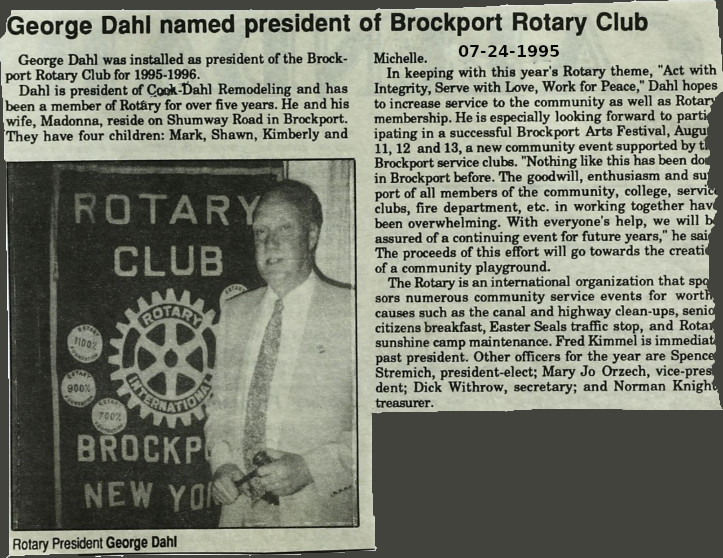 George Dahl named president of Brockport Rotary Club
07-24-1995
George Dahl was installed as president of the Brock-
port Rotary Club for 1995-1996.
Dahl is president of Cook-Dahl Remodeling and has
been a member of Rotary for over five years. He and his
wife, Madonna, reside on Shumway Road in Brockport.
They have four children: Mark, Shawn, Kimberly and
Michelle.
In keeping with this year's Rotary theme, "Act with
Integrity, Serve with Love, Work for Peace," Dahl hopes
to increase service to the community as well as Rotary
membership. He is especially looking forward to partic
ipating in a successful Brockport Arts Festival, Augu
11, 12 and 13, a new community event supported by t
Brockport service clubs. "Nothing like this has been do
in Brockport before. The goodwill, enthusiasm and su
port of all members of the community, college, servic
clubs, fire department, etc. in working together hav
been overwhelming. With everyone's help, we will b
assured of a continuing event for future years," he sai
The proceeds of this effort will go towards the creati
of a community playground.
The Rotary is an international organization that spo
sors numerous community service events for worth
causes such as the canal and highway clean-ups, senio
citizens breakfast, Easter Seals traffic stop, and Rotar
sunshine camp maintenance. Fred Kimmel is immediat
past president. Other officers for the year are Spence
Stremich, president-elect; Mary Jo Orzech, vice-pres
dent; Dick Withrow, secretary; and Norman Knight
treasurer.
ROTARY
CLUB
ROTARY
INTERNATIONAL
ROTARY
1100%
FOUNDATION
ROTARY
900%
FOUNDATION
ROTARY
700%
FOUNDATION
BROCKP
NEW YO
Rotary President George Dahl